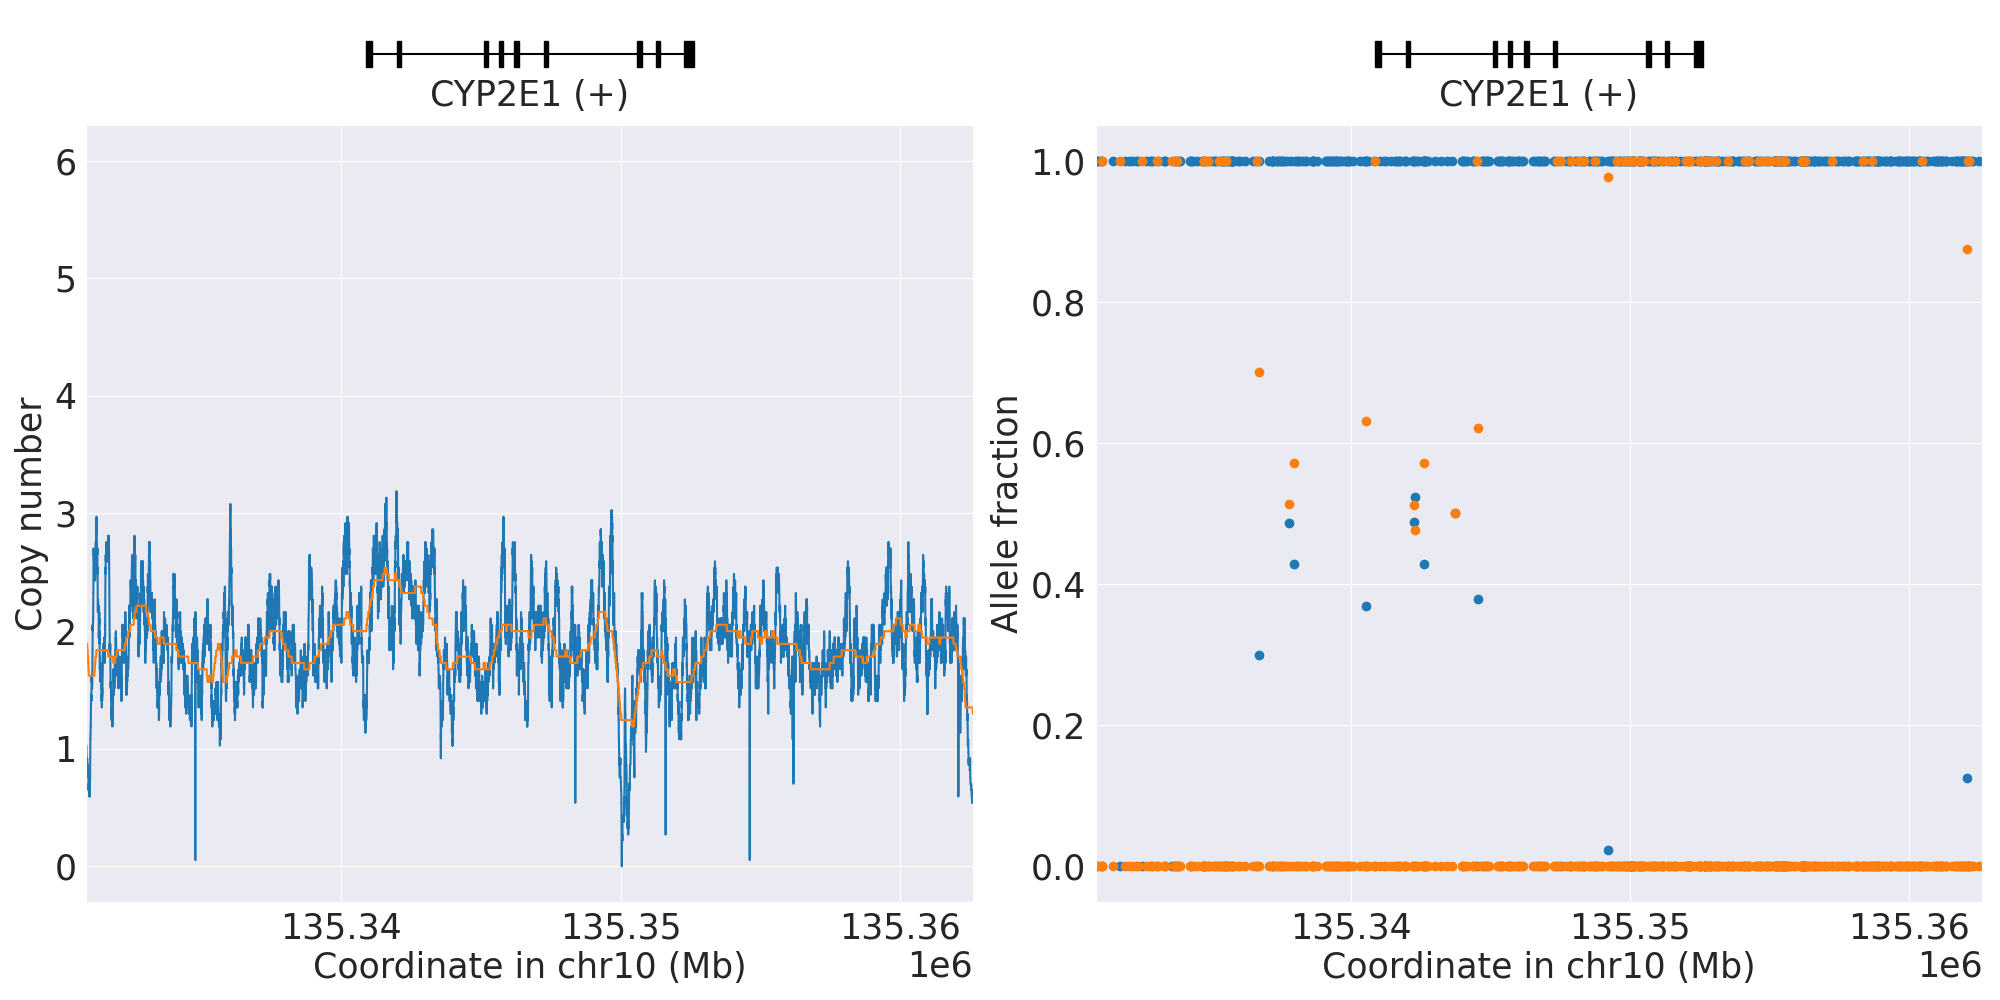 CYP2E1 (+)
6
5
4
3
2
1
0
Copy number
135.34
135.35
135.36
Coordinate in chr10 (Mb)
1e6
CYP2E1 (+)
1.0
0.8
0.6
0.4
0.2
0.0
Allele fraction
135.34
135.35
135.36
Coordinate in chr10 (Mb)
1e6